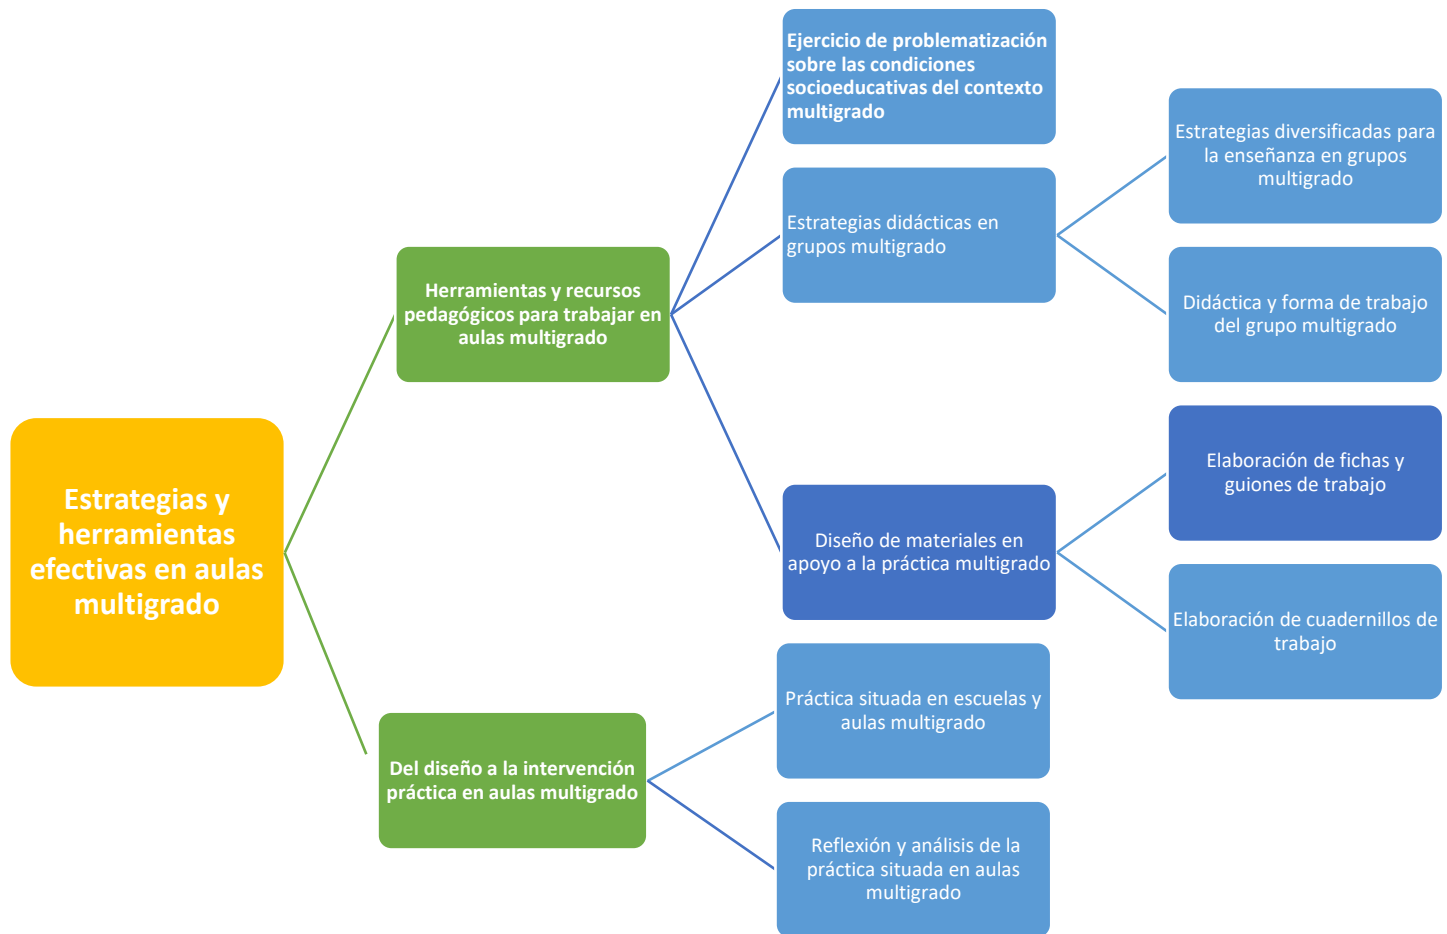 Estrategias y
herramientas
efectivas en aulas
multigrado
Herramientas y recursos
pedagógicos para trabajar en
aulas multigrado
Ejercicio de problematización
sobre las condiciones
socioeducativas del contexto
multigrado
Estrategias didácticas en
grupos multigrado
Estrategias diversificadas para
la enseñanza en grupos
multigrado
Didáctica y forma de trabajo
del grupo multigrado
Diseño de materiales en
apoyo a la práctica multigrado
Elaboración de fichas y
guiones de trabajo
Elaboración de cuadernillos de
trabajo
Del diseño a la intervención
práctica en aulas multigrado
Práctica situada en escuelas y
aulas multigrado
Reflexión y análisis de la
práctica situada en aulas
multigrado